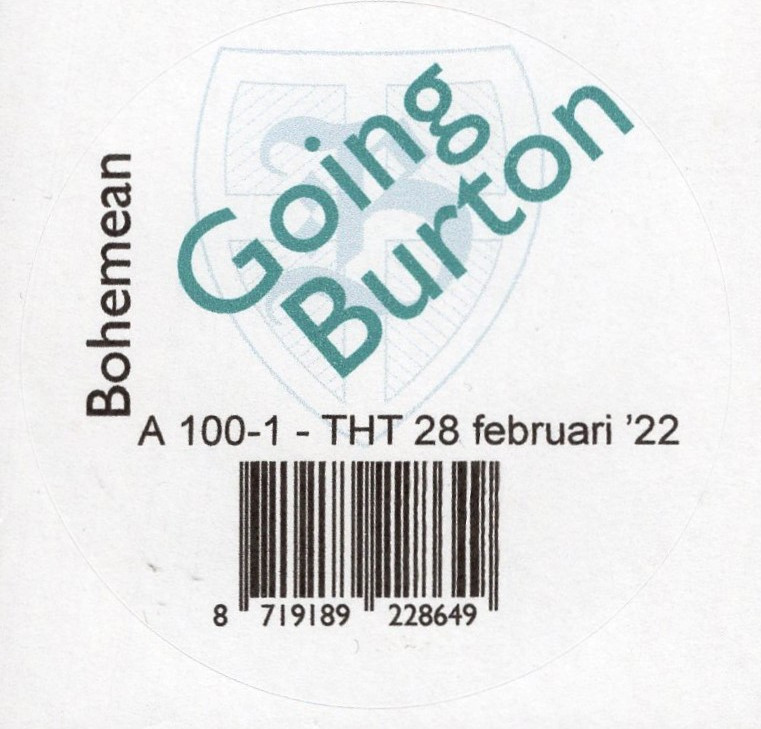 Bohemean
Going
Burton
A 100-1 - THT 28 februari '22
8 719189 228649